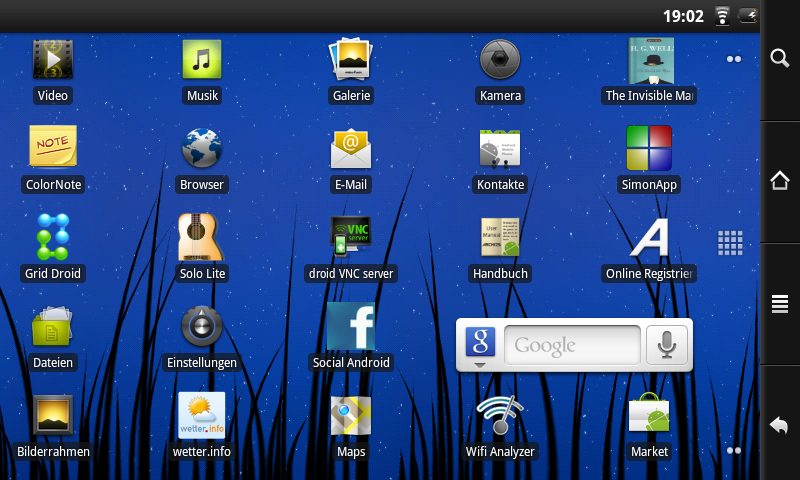 19:02
Video Musik Galerie Kamera The Invisible Mar
H. G. WELL
NOTE
ColorNote Browser E-Mail Kontakte SimonApp
VNC
server
User
Manual
ARCHOS
Grid Droid Solo Lite droid VNC server Handbuch Online Registrier
g Google
Dateien Einstellungen Social Android
wetter.info
Bilderrahmen wetter.info Maps Wifi Analyzer Market